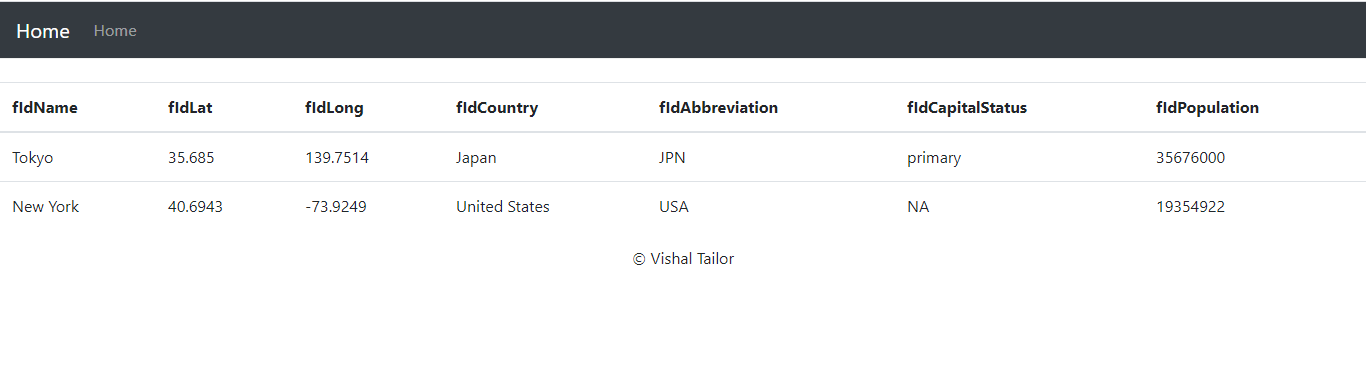 Home Home
fldName fldLat fldLong fldCountry fldAbbreviation fldCapitalStatus fldPopulation
Tokyo 35.685 139.7514 Japan JPN primary 35676000
New York 40.6943 -73.9249 United States USA NA 19354922
© Vishal Tailor